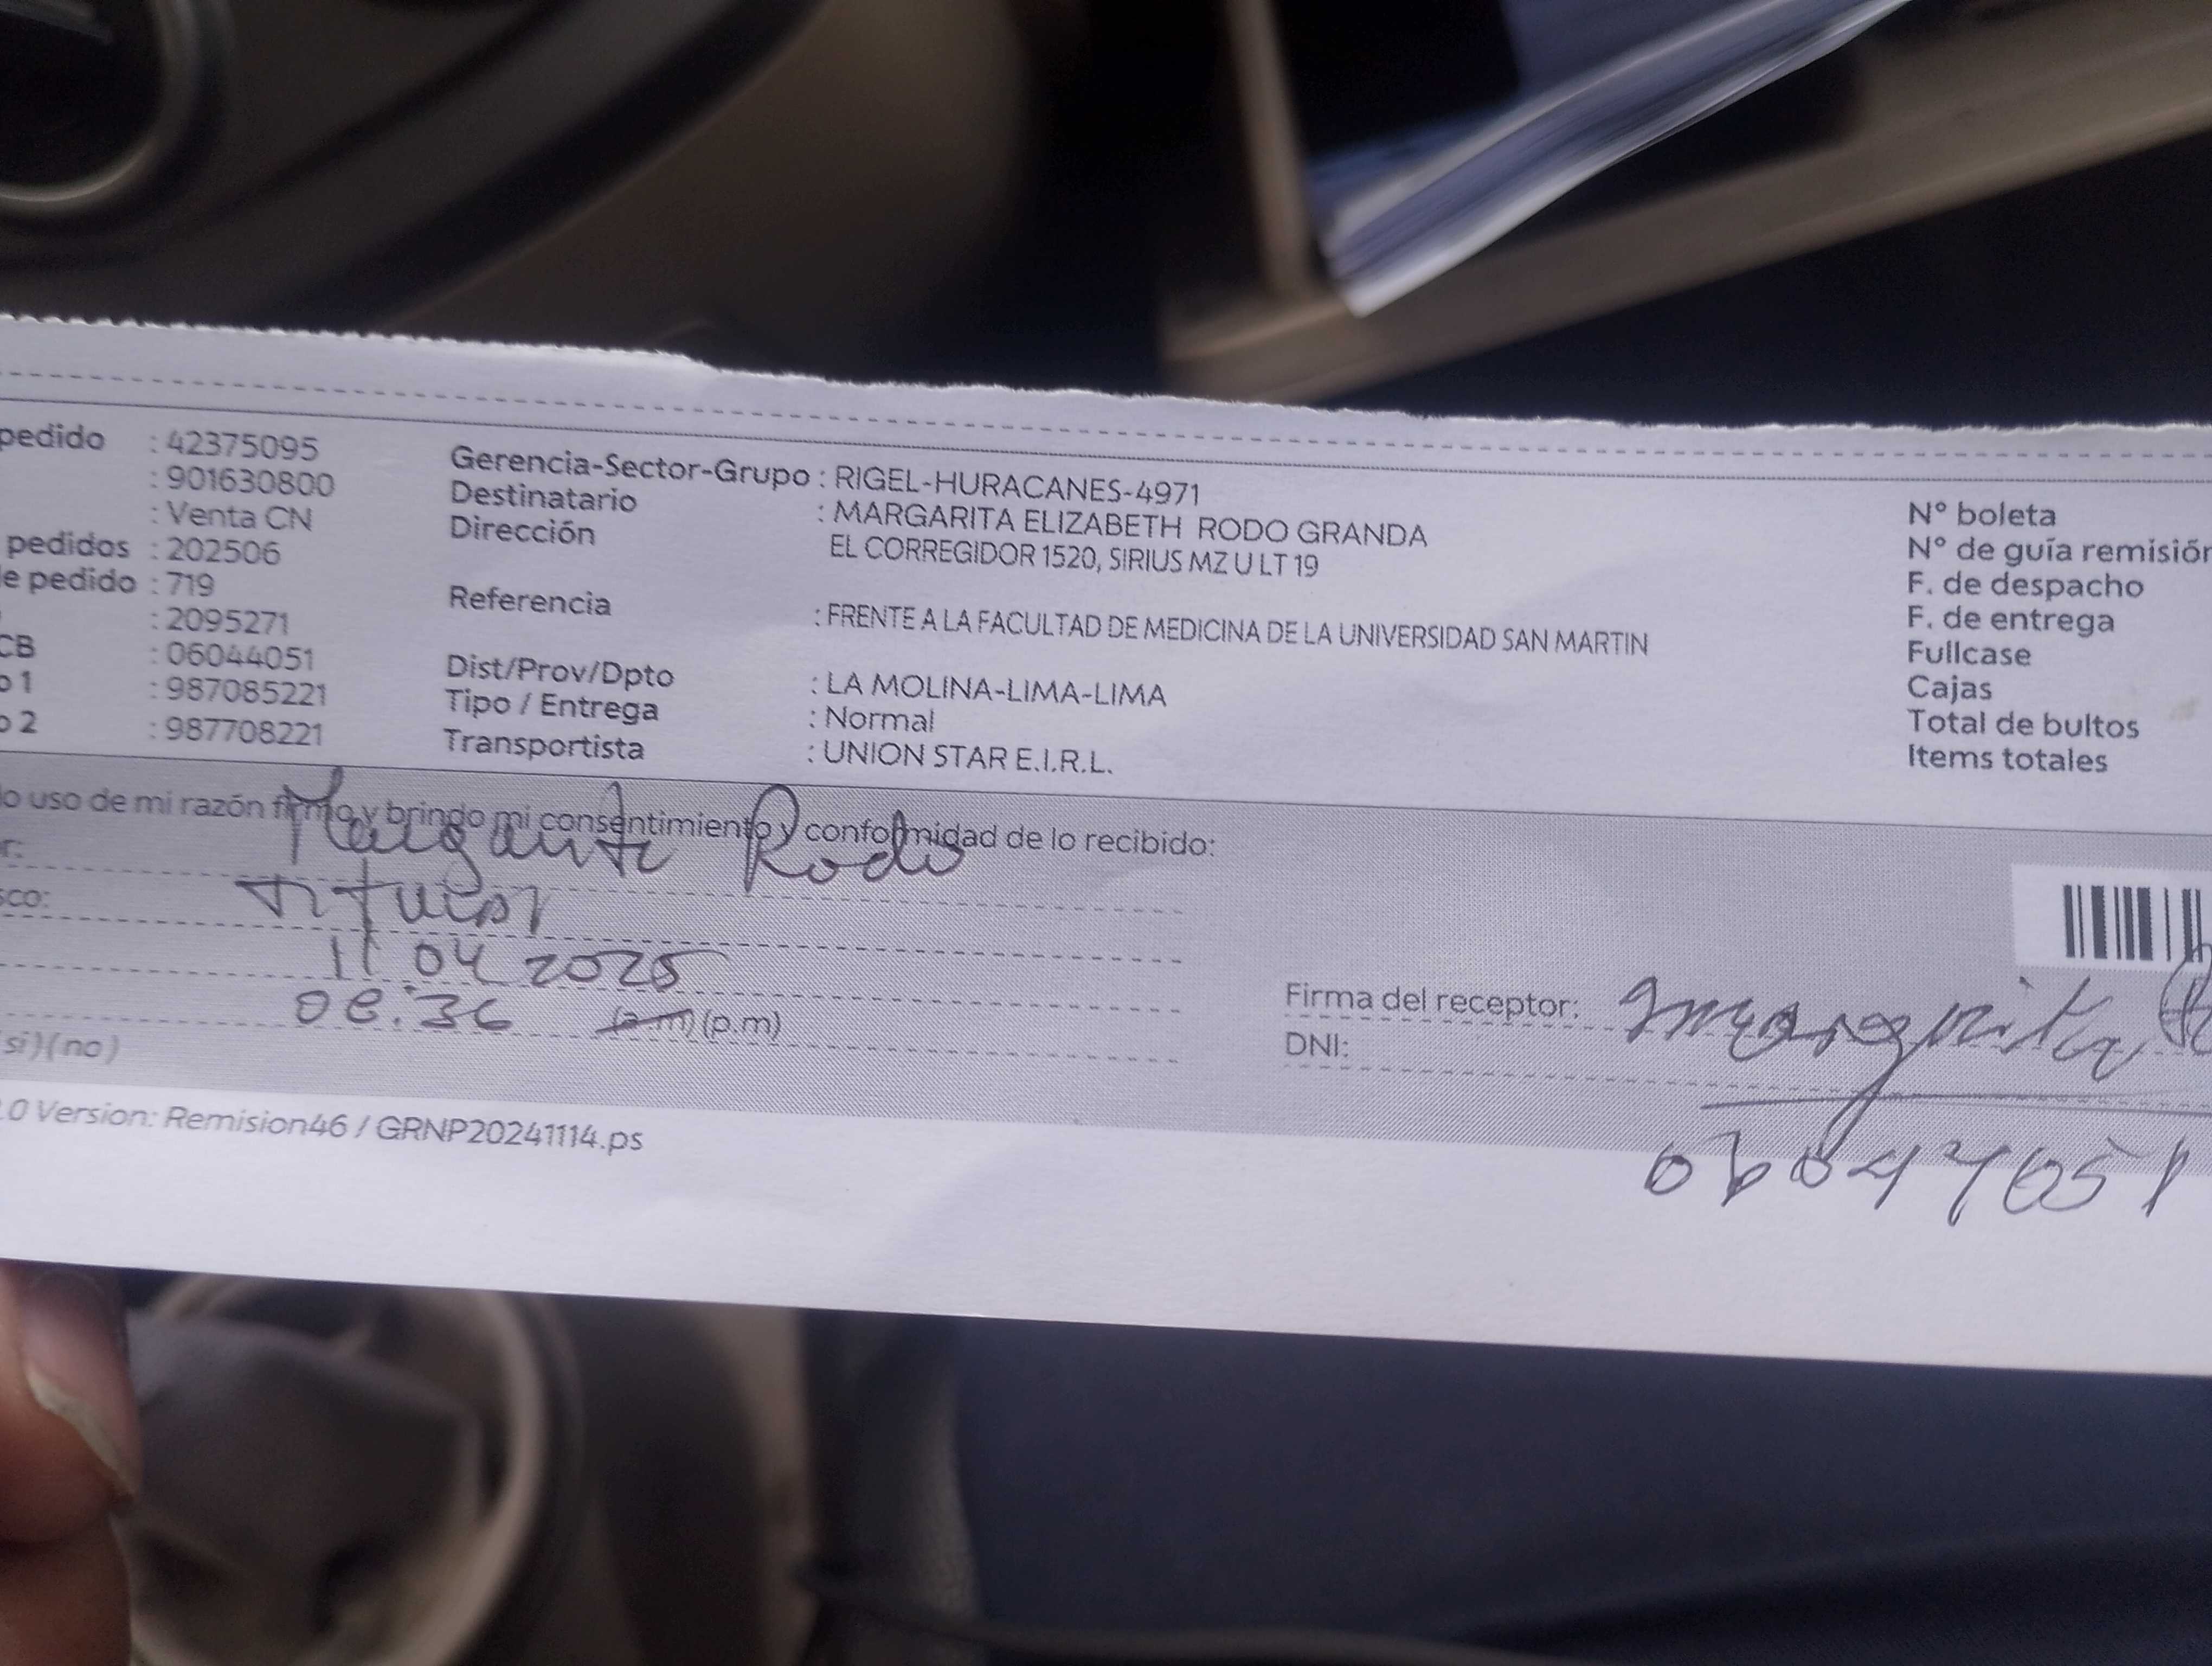 pedido : 42375095
: 901630800
: Venta CN
pedidos : 202506
de pedido : 719
: 2095271
CB : 06044051
o 1 : 987085221
o 2 : 987708221
Gerencia-Sector-Grupo : RIGEL-HURACANES-4971
Destinatario : MARGARITA ELIZABETH RODO GRANDA
Dirección EL CORREGIDOR 1520, SIRIUS MZ U LT 19
Referencia : FRENTE A LA FACULTAD DE MEDICINA DE LA UNIVERSIDAD SAN MARTIN
Dist/Prov/Dpto : LA MOLINA-LIMA-LIMA
Tipo / Entrega : Normal
Transportista : UNION STAR E.I.R.L.
N° boleta
N° de guía remisión
F. de despacho
F. de entrega
Fullcase
Cajas
Total de bultos
Items totales
do uso de mi razón firmo y brindo mi consentimiento y conformidad de lo recibido:
r: Margarita Rodo
sco:
11 04 2025
08:36 (a.m) (p.m)
(si) (no)
Firma del receptor: Margarita
DNI:
.0 Version: Remision46 / GRNP20241114.ps